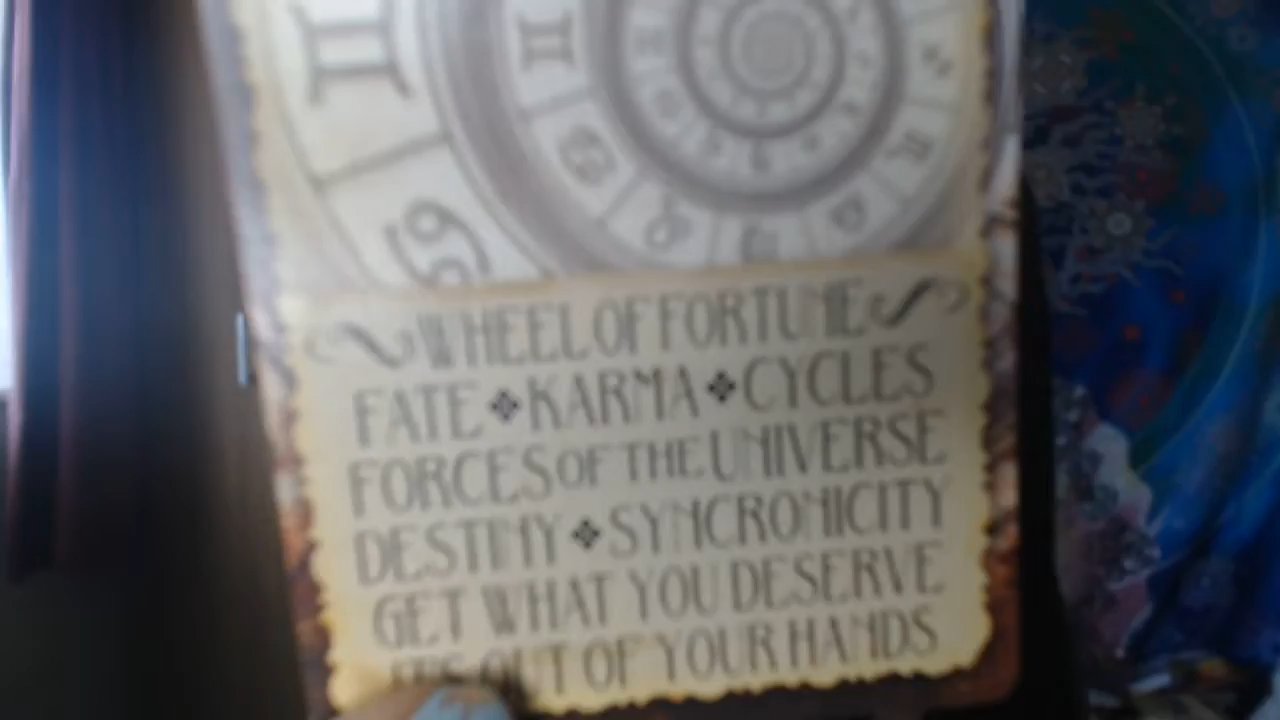 WHEEL OF FORTUNE
FATE ❖ KARMA ❖ CYCLES
FORCES OF THE UNIVERSE
DESTINY ❖ SYNCRONICITY
GET WHAT YOU DESERVE
IT'S OUT OF YOUR HANDS